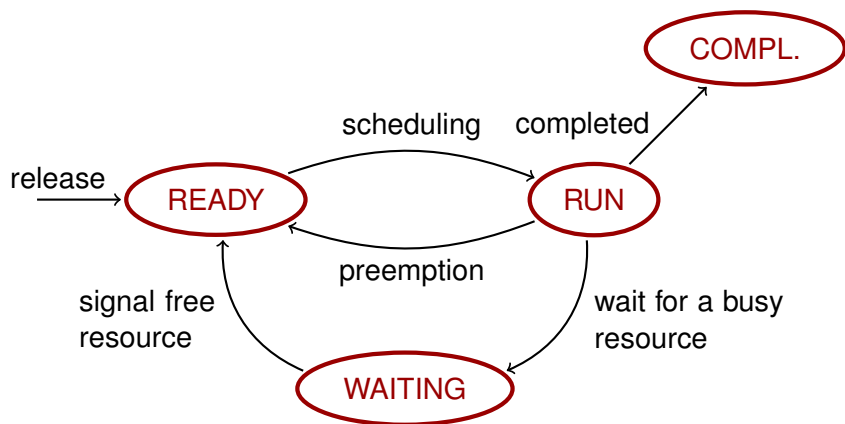 COMPL.
scheduling
completed
release
READY
RUN
preemption
signal free
resource
wait for a busy
resource
WAITING